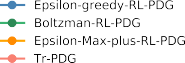 Epsilon-greedy-RL-PDG
Boltzman-RL-PDG
Epsilon-Max-plus-RL-PDG
Tr-PDG